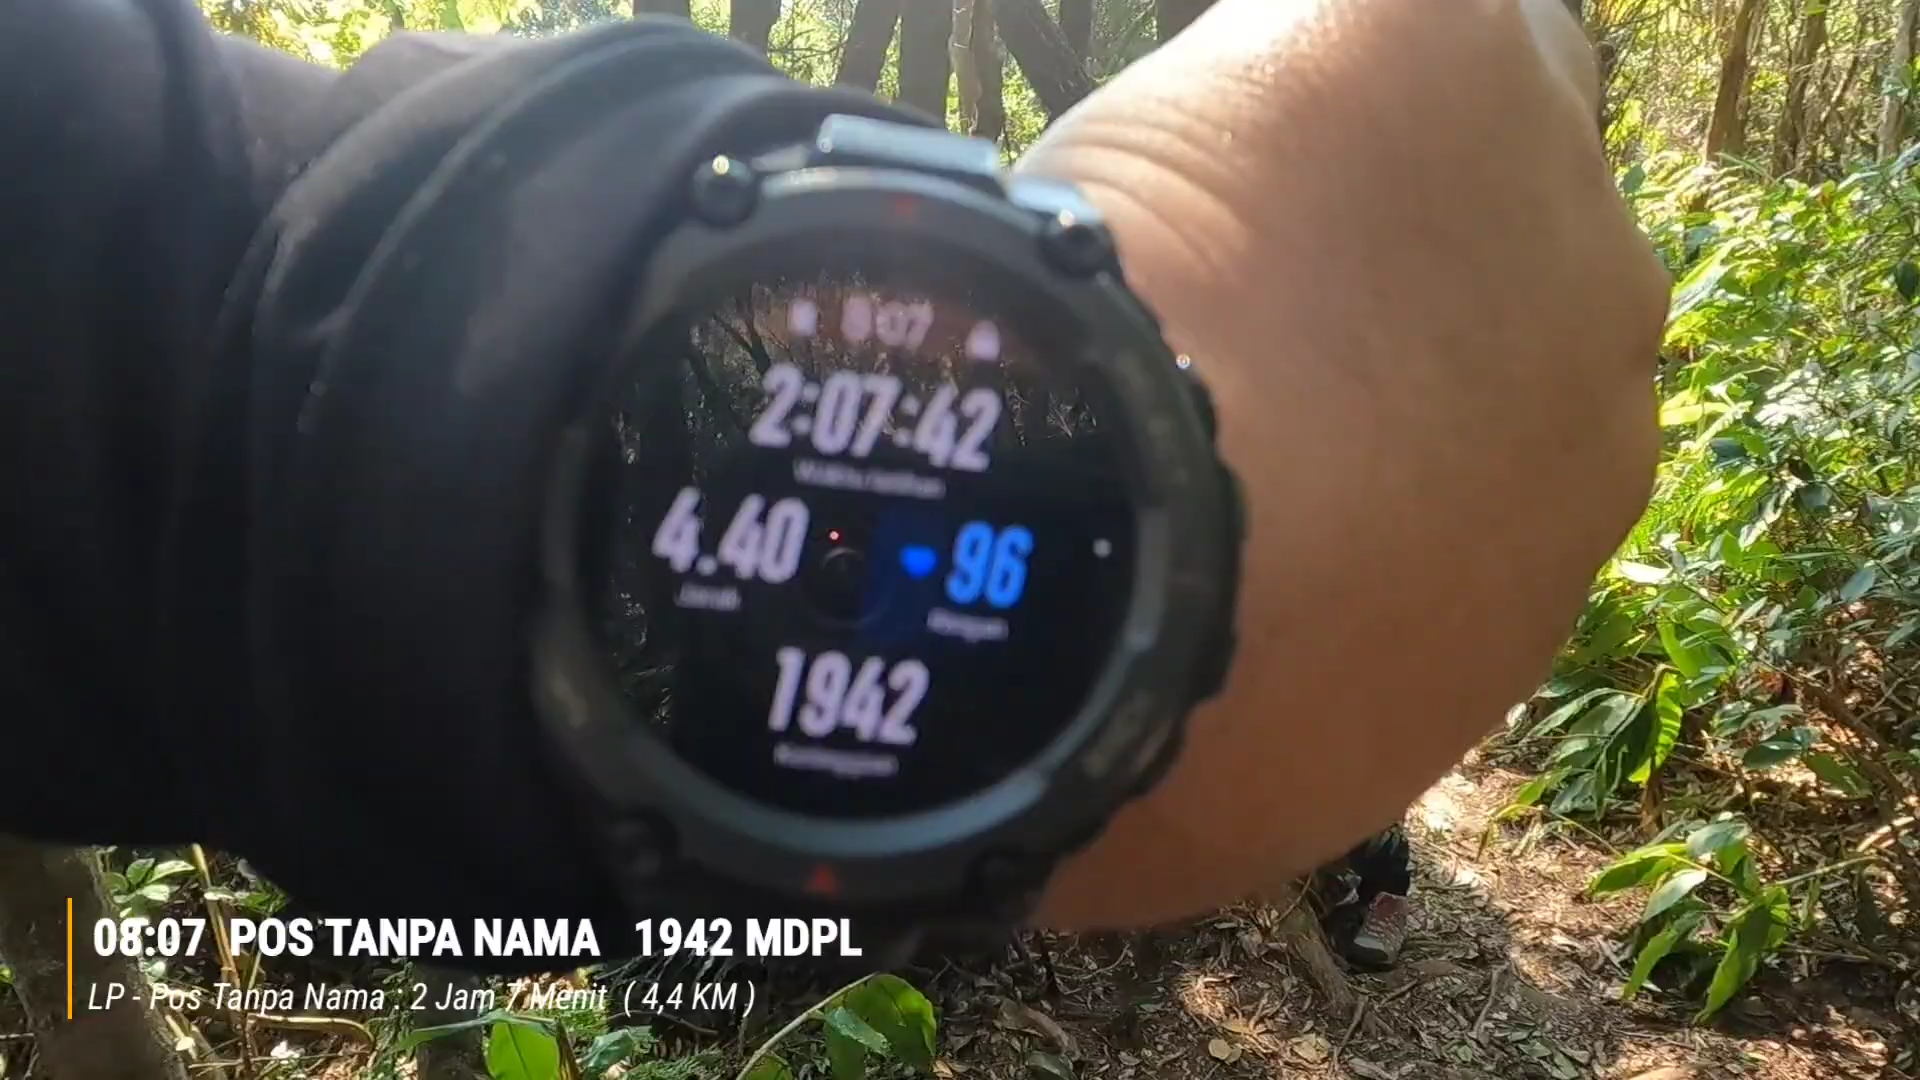 8:07
2:07:42
4.40
96
1942
08:07 POS TANPA NAMA 1942 MDPL
LP - Pos Tanpa Nama : 2 Jam 7 Menit ( 4,4 KM )